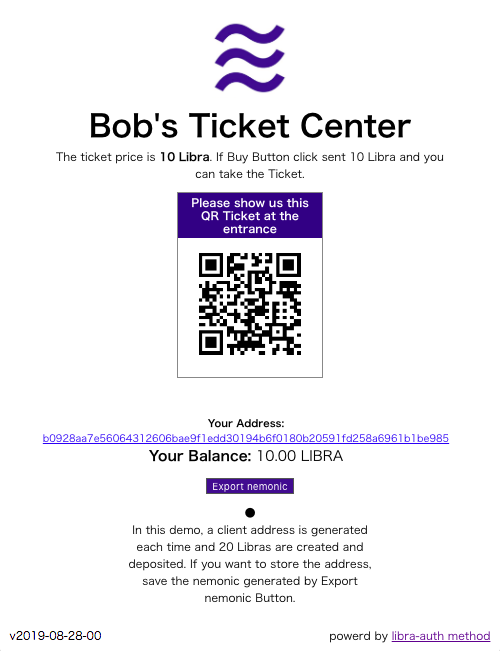 Bob's Ticket Center
The ticket price is 10 Libra. If Buy Button click sent 10 Libra and you
can take the Ticket.
Please show us this
QR Ticket at the
entrance
Your Address:
b0928aa7e56064312606bae9f1edd30194b6f0180b20591fd258a6961b1be985
Your Balance: 10.00 LIBRA
Export nemonic
In this demo, a client address is generated
each time and 20 Libras are created and
deposited. If you want to store the address,
save the nemonic generated by Export
nemonic Button.
v2019-08-28-00
powerd by libra-auth method